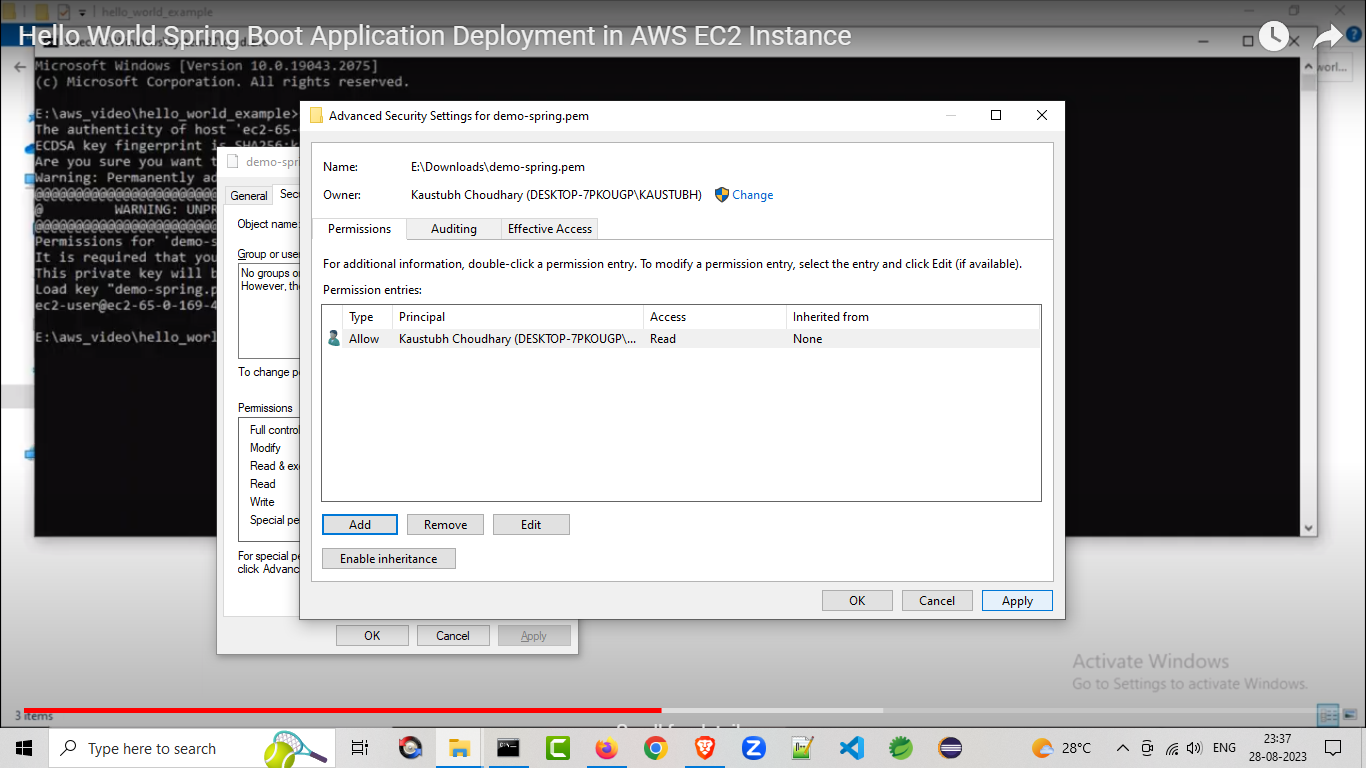 hello_world_example
Hello World Spring Boot Application Deployment in AWS EC2 Instance
Microsoft Windows [Version 10.0.19043.2075]
(c) Microsoft Corporation. All rights reserved.
worl...
E:\aws_video\hello_world_example>
The authenticity of host 'ec2-65-
ECDSA key fingerprint is SHA256:k
Are you sure you want t
Warning: Permanently ad
@@@@@@@@@@@@@@@@@@@@@@@
@ WARNING: UNPR
@@@@@@@@@@@@@@@@@@@@@@@
Permissions for 'demo-s
It is required that you
This private key will b
Load key "demo-spring.p
ec2-user@ec2-65-0-169-4
E:\aws_video\hello_worl
demo-spri
General
Sec
Object name:
Group or user
No groups o
However, the
To change pe
Permissions
Full control
Modify
Read & exe
Read
Write
Special pe
For special pe
click Advanc
OK
Cancel
Apply
Advanced Security Settings for demo-spring.pem
Name: E:\Downloads\demo-spring.pem
Owner: Kaustubh Choudhary (DESKTOP-7PKOUGP\KAUSTUBH) Change
Permissions Auditing Effective Access
For additional information, double-click a permission entry. To modify a permission entry, select the entry and click Edit (if available).
Permission entries:
Type Principal Access Inherited from
Allow Kaustubh Choudhary (DESKTOP-7PKOUGP\... Read None
Add Remove Edit
Enable inheritance
OK Cancel Apply
Activate Windows
Go to Settings to activate Windows.
3 items
Type here to search
28°C
ENG
23:37
28-08-2023